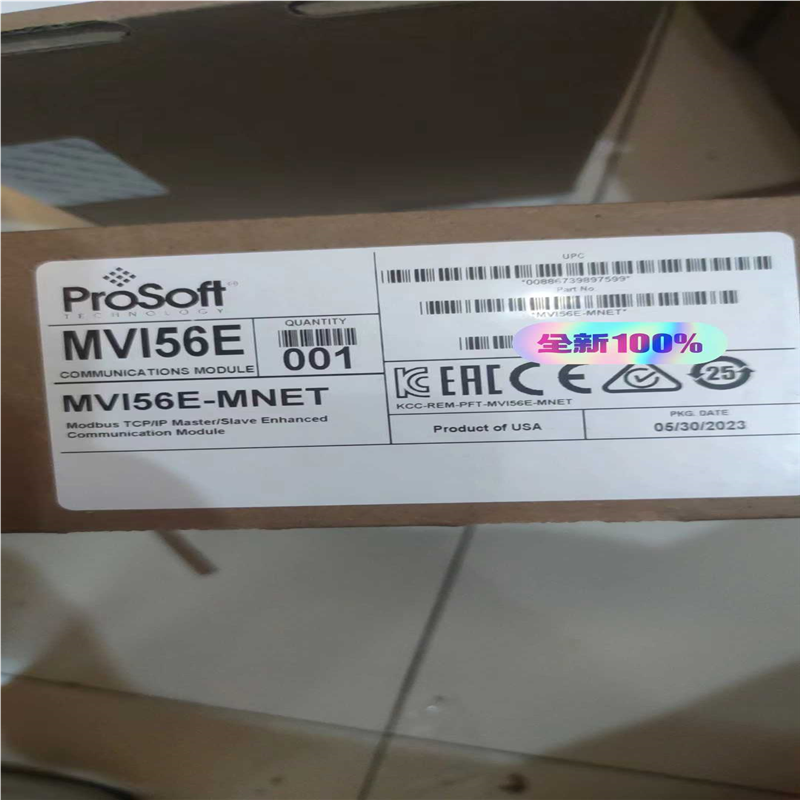 ProSoft®
TECHNOLOGY
MVI56E
COMMUNICATIONS MODULE
QUANTITY
001
MVI56E-MNET
Modbus TCP/IP Master/Slave Enhanced
Communication Module
UPC
*00886739897599*
Part No
*MVI56E-MNET*
全新100%
EAC CE 25
KCC-REM-PFT-MVI56E-MNET
Product of USA
PKG. DATE
05/30/2023